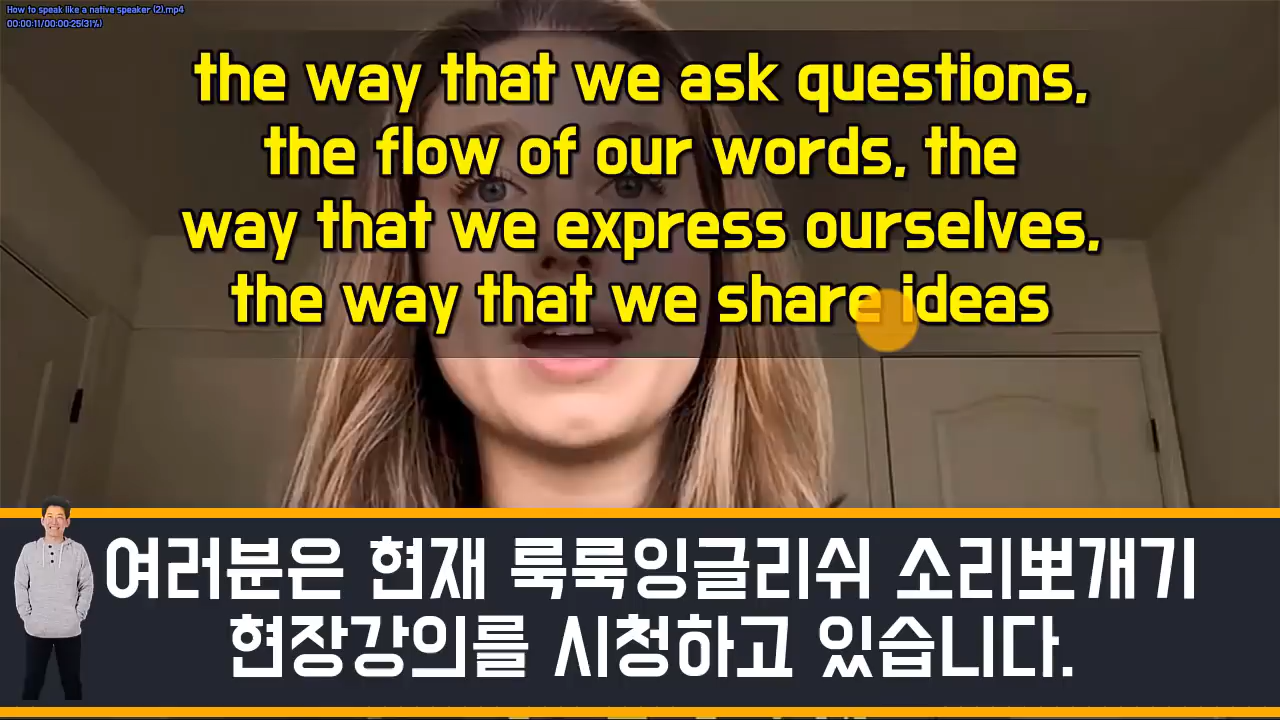 How to speak like a native speaker (2).mp4
00:00:11/00:00:25(31%)
the way that we ask questions,
the flow of our words, the
way that we express ourselves,
the way that we share ideas
여러분은 현재 룩룩잉글리쉬 소리뽀개기
현장강의를 시청하고 있습니다.